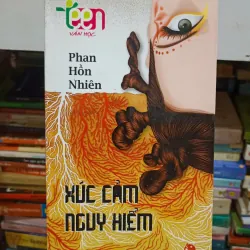 Teen
VĂN HỌC
Phan
Hồn
Nhiên
XÚC CẢM
NGUY HIỂM